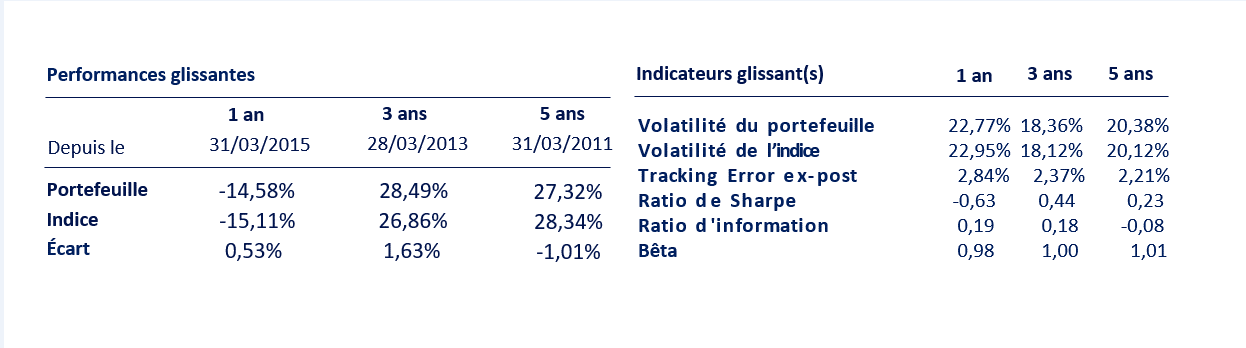 Performances glissantes
1 an 3 ans 5 ans
Depuis le 31/03/2015 28/03/2013 31/03/2011
Portefeuille -14,58% 28,49% 27,32%
Indice -15,11% 26,86% 28,34%
Écart 0,53% 1,63% -1,01%
Indicateurs glissant(s) 1 an 3 ans 5 ans
Volatilité du portefeuille 22,77% 18,36% 20,38%
Volatilité de l’indice 22,95% 18,12% 20,12%
Tracking Error ex-post 2,84% 2,37% 2,21%
Ratio de Sharpe -0,63 0,44 0,23
Ratio d'information 0,19 0,18 -0,08
Bêta 0,98 1,00 1,01